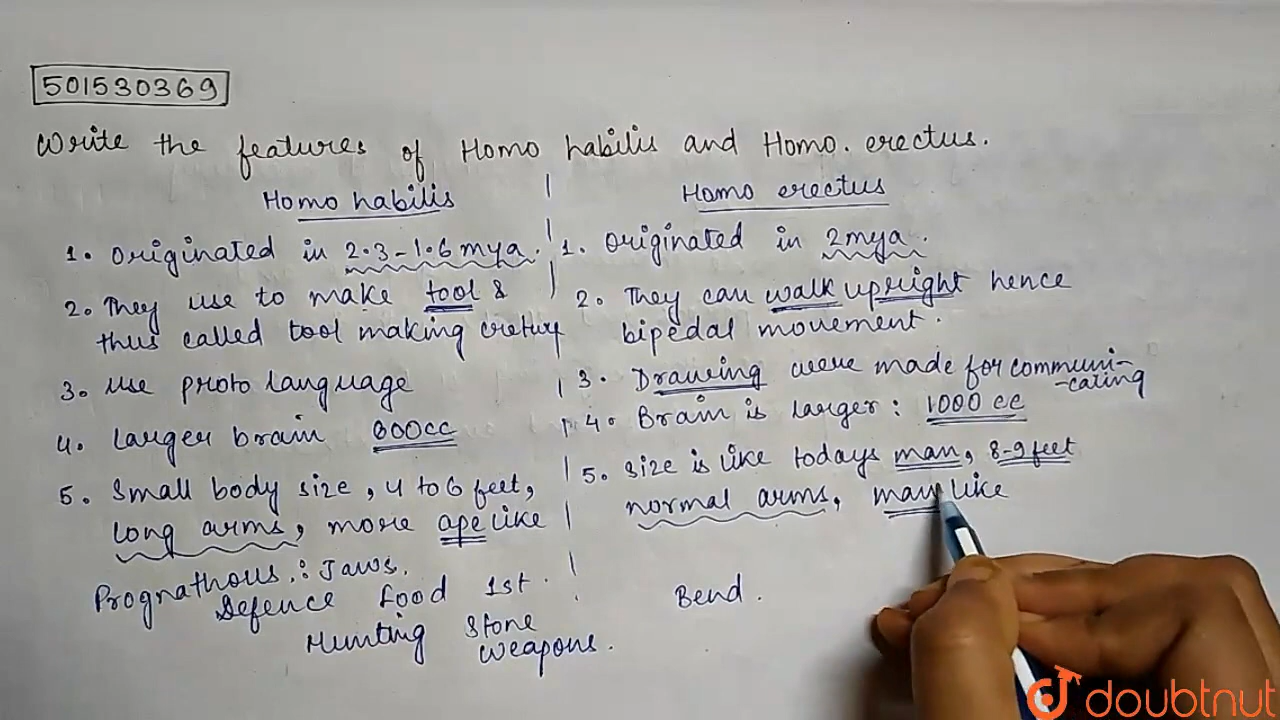 501530369
Write the features of Homo habilis and Homo. erectus.
Homo habilis
1. Originated in 2.3-1.6 mya.
2. They use to make tool &
thus called tool making creture
3. Use proto language
4. Larger brain 800cc
5. Small body size, 4 to 6 feet,
long arms, more ape like
Prognathous.: Jaws.
Defence Food 1st.
Hunting Stone
Weapons.
Homo erectus
1. Originated in 2mya.
2. They can walk upright hence
bipedal movement.
3. Drawing were made for communi-
-cating
4. Brain is larger: 1000 cc
5. Size is like todays man, 8-9 feet
normal arms, man like
Bend.
doubtnut